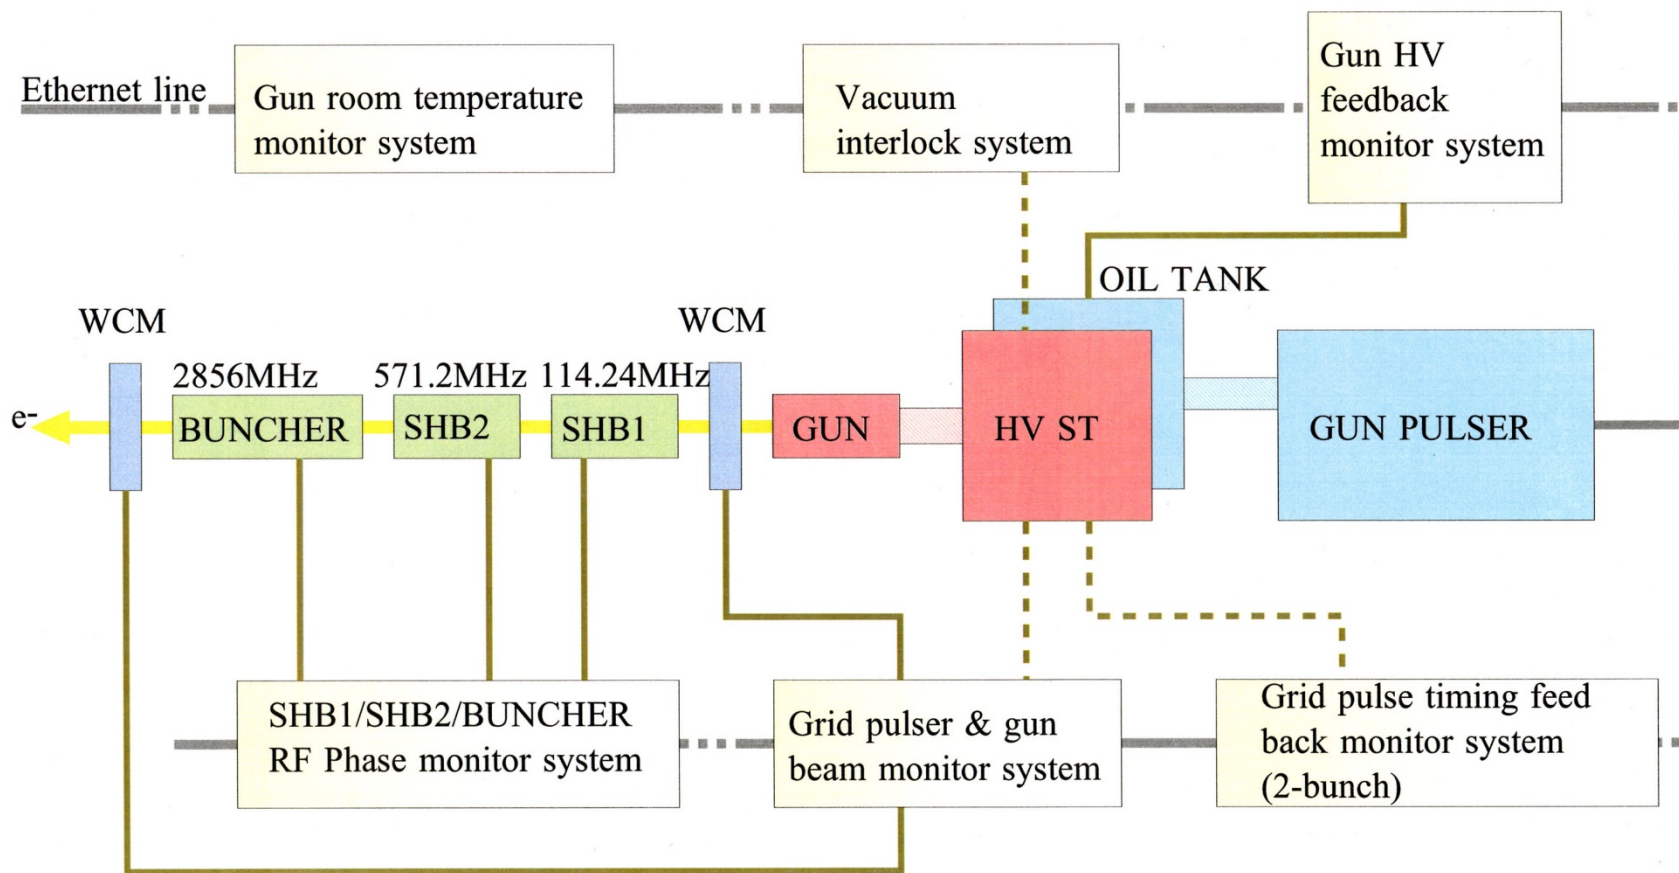 Ethernet line
Gun room temperature
monitor system
Vacuum
interlock system
Gun HV
feedback
monitor system
OIL TANK
WCM
WCM
2856MHz
571.2MHz
114.24MHz
e-
BUNCHER
SHB2
SHB1
GUN
HV ST
GUN PULSER
SHB1/SHB2/BUNCHER
RF Phase monitor system
Grid pulser & gun
beam monitor system
Grid pulse timing feed
back monitor system
(2-bunch)